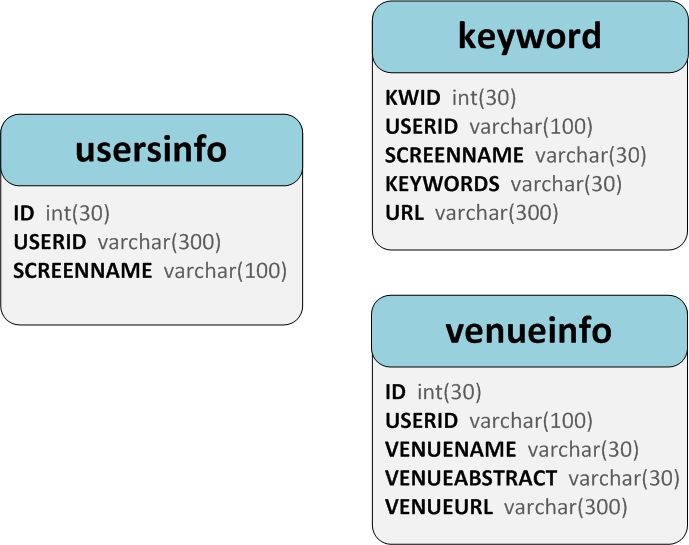 usersinfo
ID int(30)
USERID varchar(300)
SCREENNAME varchar(100)
keyword
KWID int(30)
USERID varchar(100)
SCREENNAME varchar(30)
KEYWORDS varchar(30)
URL varchar(300)
venueinfo
ID int(30)
USERID varchar(100)
VENUENAME varchar(30)
VENUEABSTRACT varchar(30)
VENUEURL varchar(300)